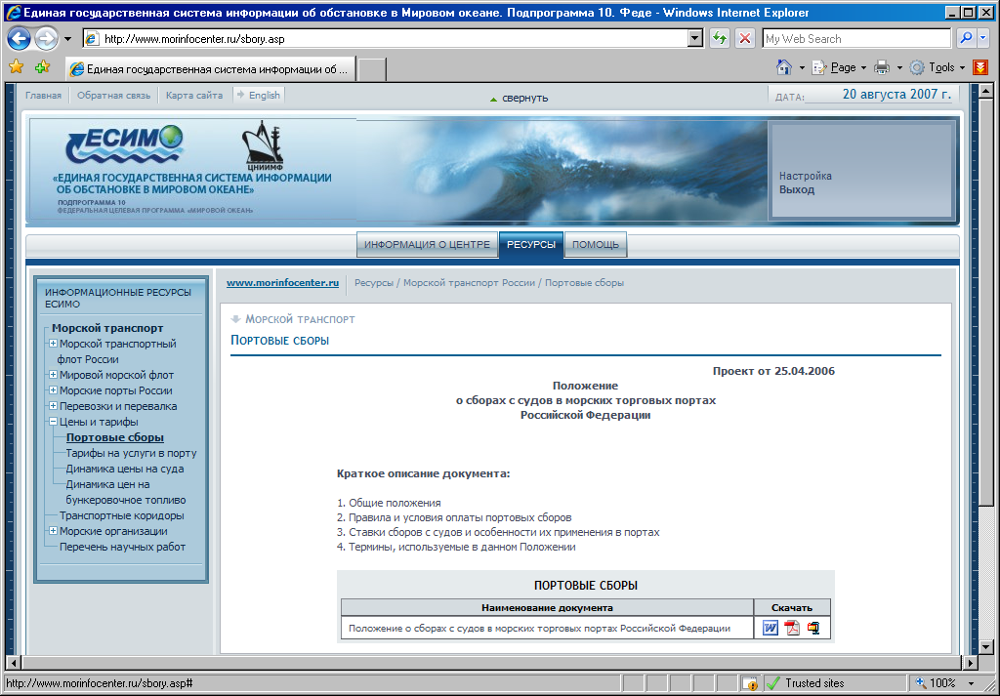 Единая государственная система информации об обстановке в Мировом океане. Подпрограмма 10. Феде - Windows Internet Explorer
http://www.morinfocenter.ru/sbory.asp
My Web Search
Единая государственная система информации об ...
Page
Tools
Главная Обратная связь Карта сайта English
свернуть
ДАТА: 20 августа 2007 г.
ЕСИМО
ЦНИИМФ
«ЕДИНАЯ ГОСУДАРСТВЕННАЯ СИСТЕМА ИНФОРМАЦИИ
ОБ ОБСТАНОВКЕ В МИРОВОМ ОКЕАНЕ»
ПОДПРОГРАММА 10
ФЕДЕРАЛЬНАЯ ЦЕЛЕВАЯ ПРОГРАММА «МИРОВОЙ ОКЕАН»
Настройка
Выход
ИНФОРМАЦИЯ О ЦЕНТРЕ РЕСУРСЫ ПОМОЩЬ
ИНФОРМАЦИОННЫЕ РЕСУРСЫ
ЕСИМО
Морской транспорт
Морской транспортный
флот России
Мировой морской флот
Морские порты России
Перевозки и перевалка
Цены и тарифы
Портовые сборы
Тарифы на услуги в порту
Динамика цены на суда
Динамика цен на
бункеровочное топливо
Транспортные коридоры
Морские организации
Перечень научных работ
www.morinfocenter.ru Ресурсы / Морской транспорт России / Портовые сборы
Морской транспорт
Портовые сборы
Проект от 25.04.2006
Положение
о сборах с судов в морских торговых портах
Российской Федерации
Краткое описание документа:
1. Общие положения
2. Правила и условия оплаты портовых сборов
3. Ставки сборов с судов и особенности их применения в портах
4. Термины, используемые в данном Положении
ПОРТОВЫЕ СБОРЫ
Наименование документа Скачать
Положение о сборах с судов в морских торговых портах Российской Федерации
http://www.morinfocenter.ru/sbory.asp#
Trusted sites
100%